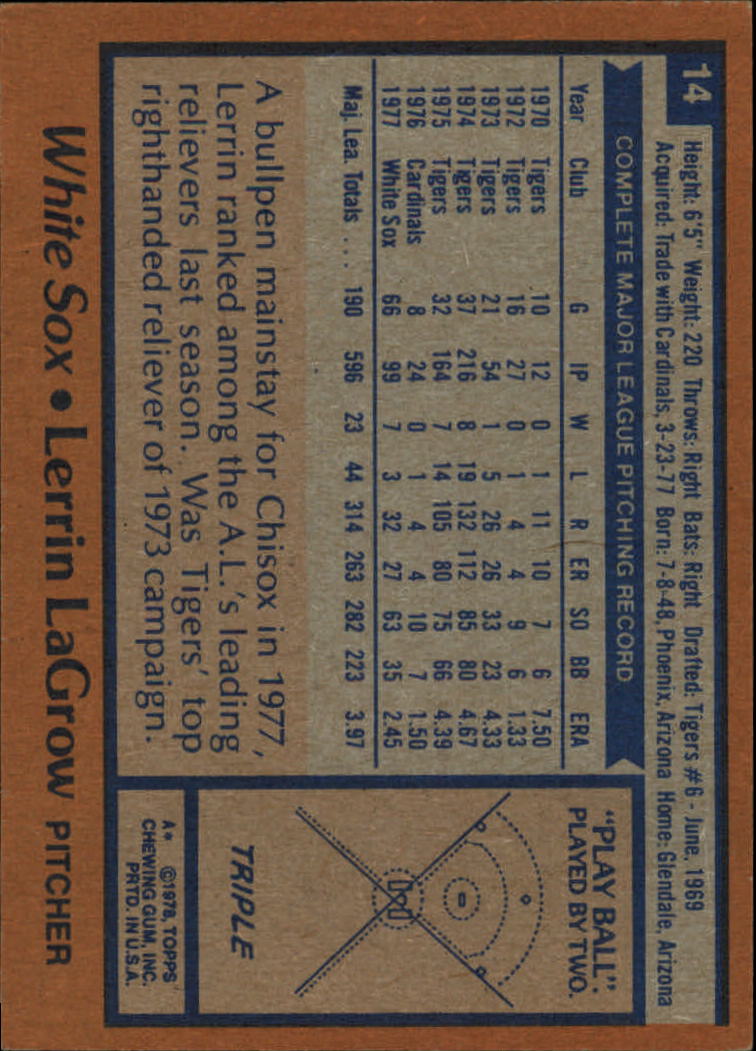 14
Height: 6'5" Weight: 220 Throws: Right Bats: Right Drafted: Tigers #6 - June, 1969
Acquired: Trade with Cardinals, 3-23-77 Born: 7-8-48, Phoenix, Arizona Home: Glendale, Arizona
COMPLETE MAJOR LEAGUE PITCHING RECORD
Year Club G IP W L R ER SO BB ERA
1970 Tigers 10 12 0 1 11 10 7 6 7.50
1972 Tigers 16 27 0 1 4 4 9 6 1.33
1973 Tigers 21 54 1 5 26 26 33 23 4.33
1974 Tigers 37 216 8 19 132 112 85 80 4.67
1975 Tigers 32 164 7 14 105 80 75 66 4.39
1976 Cardinals 8 24 0 1 4 4 10 7 1.50
1977 White Sox 66 99 7 3 32 27 63 35 2.45
Maj. Lea. Totals .... 190 596 23 44 314 263 282 223 3.97
A bullpen mainstay for Chisox in 1977,
Lerrin ranked among the A.L.'s leading
relievers last season. Was Tigers' top
righthanded reliever of 1973 campaign.
"PLAY BALL":
PLAYED BY TWO.
TRIPLE
A* ©1978, TOPPS
CHEWING GUM, INC.
PRTD. IN U.S.A.
White Sox • Lerrin LaGrow PITCHER